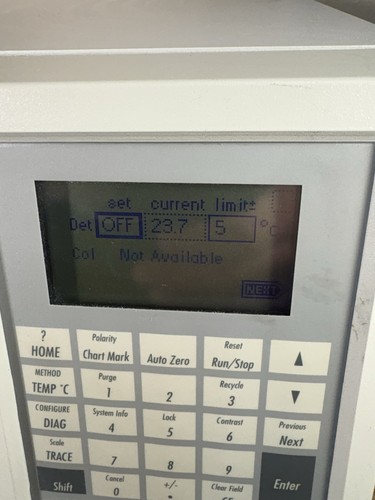 set current limit±
Det OFF 23.7 5 °C
Col Not Available
NEXT
? Polarity Reset
HOME Chart Mark Auto Zero Run/Stop ▲
METHOD Purge Recycle
TEMP °C 1 2 3 ▼
CONFIGURE System Info Lock Contrast Previous
DIAG 4 5 6 Next
Scale
TRACE 7 8 9
Cancel +/- Clear Field
Shift 0 • CE Enter